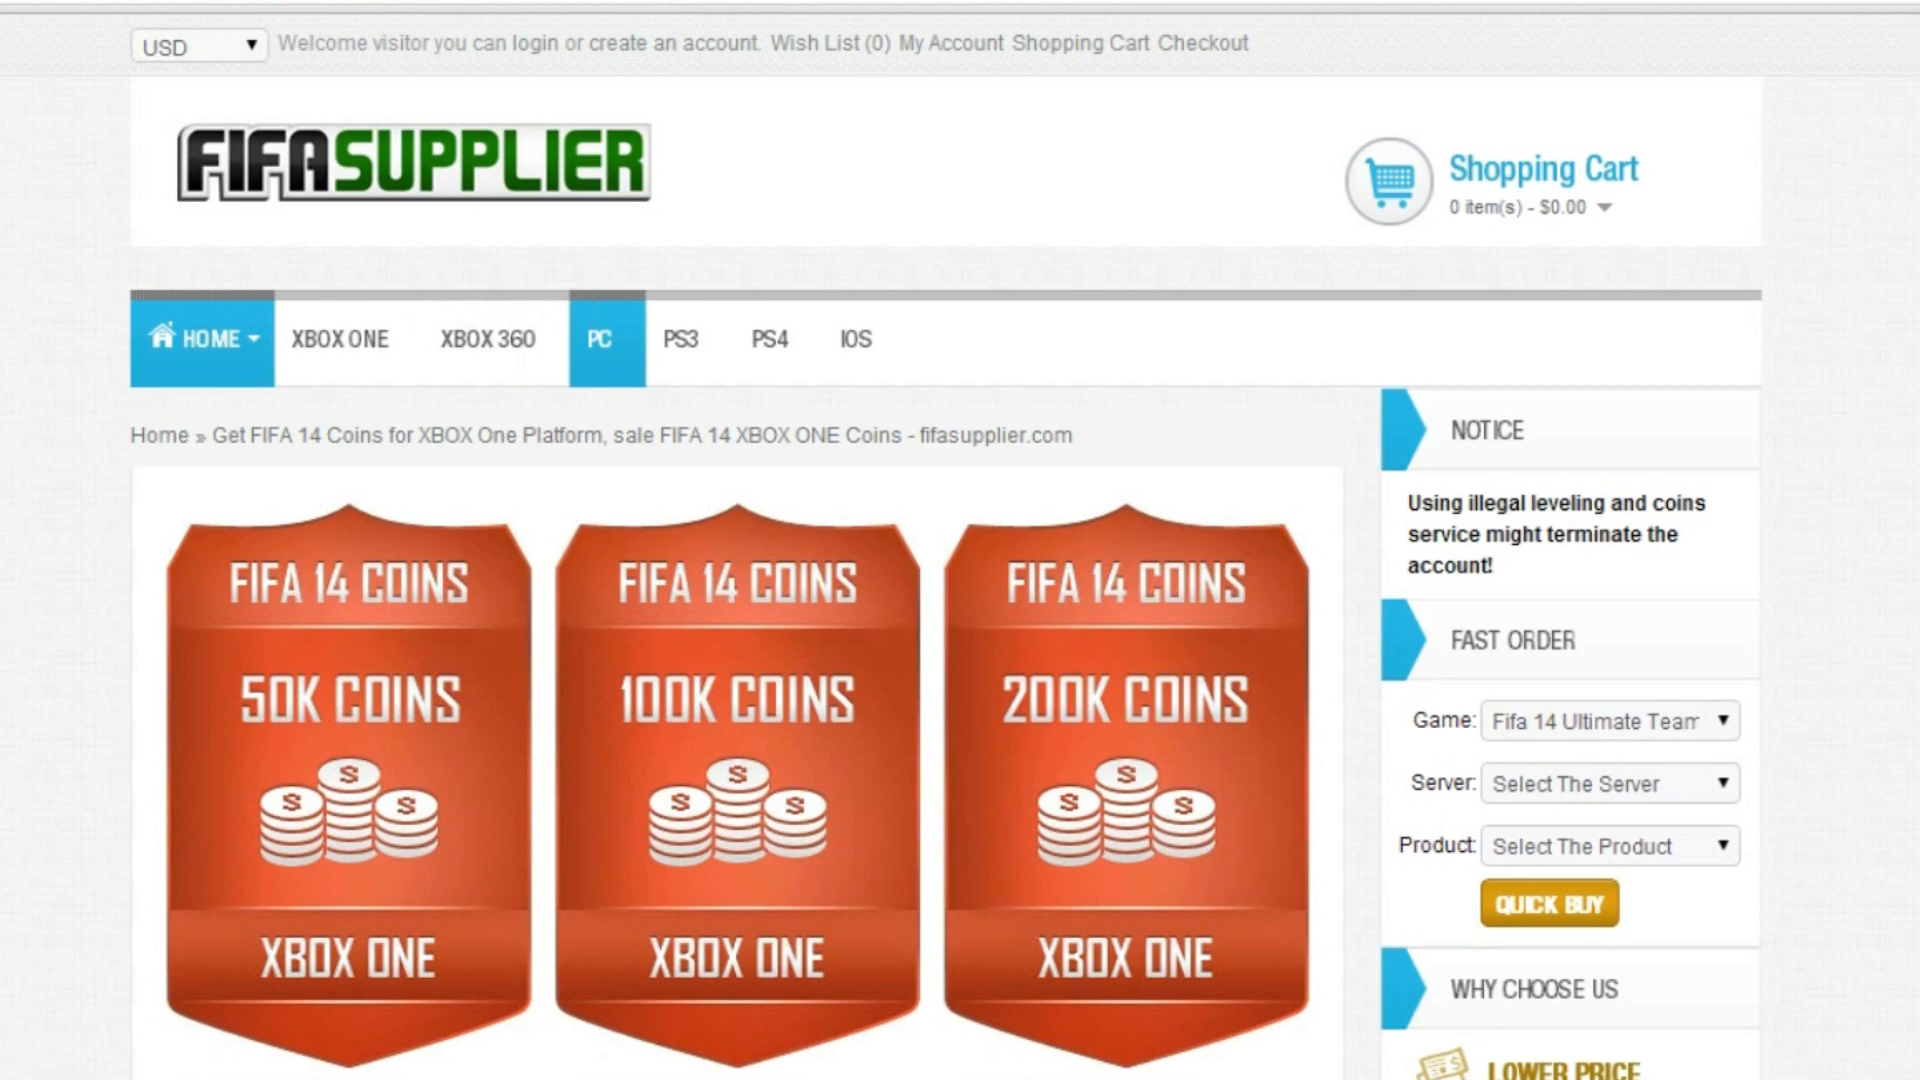 USD
Welcome visitor you can login or create an account. Wish List (0) My Account Shopping Cart Checkout
FIFASUPPLIER
Shopping Cart
0 item(s) - $0.00
HOME XBOX ONE XBOX 360 PC PS3 PS4 IOS
Home » Get FIFA 14 Coins for XBOX One Platform, sale FIFA 14 XBOX ONE Coins - fifasupplier.com
FIFA 14 COINS
50K COINS
S
S S
XBOX ONE
FIFA 14 COINS
100K COINS
S
S S
XBOX ONE
FIFA 14 COINS
200K COINS
S
S S
XBOX ONE
NOTICE
Using illegal leveling and coins
service might terminate the
account!
FAST ORDER
Game: Fifa 14 Ultimate Team
Server: Select The Server
Product: Select The Product
QUICK BUY
WHY CHOOSE US
LOWER PRICE